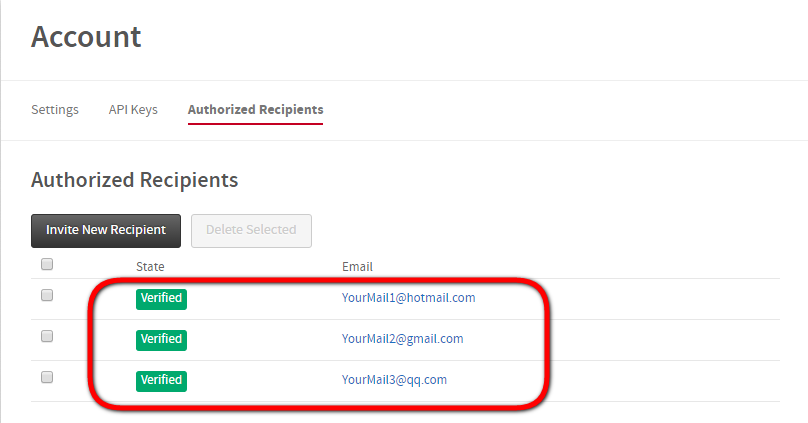 Account
Settings API Keys Authorized Recipients
Authorized Recipients
Invite New Recipient Delete Selected
State Email
Verified YourMail1@hotmail.com
Verified YourMail2@gmail.com
Verified YourMail3@qq.com